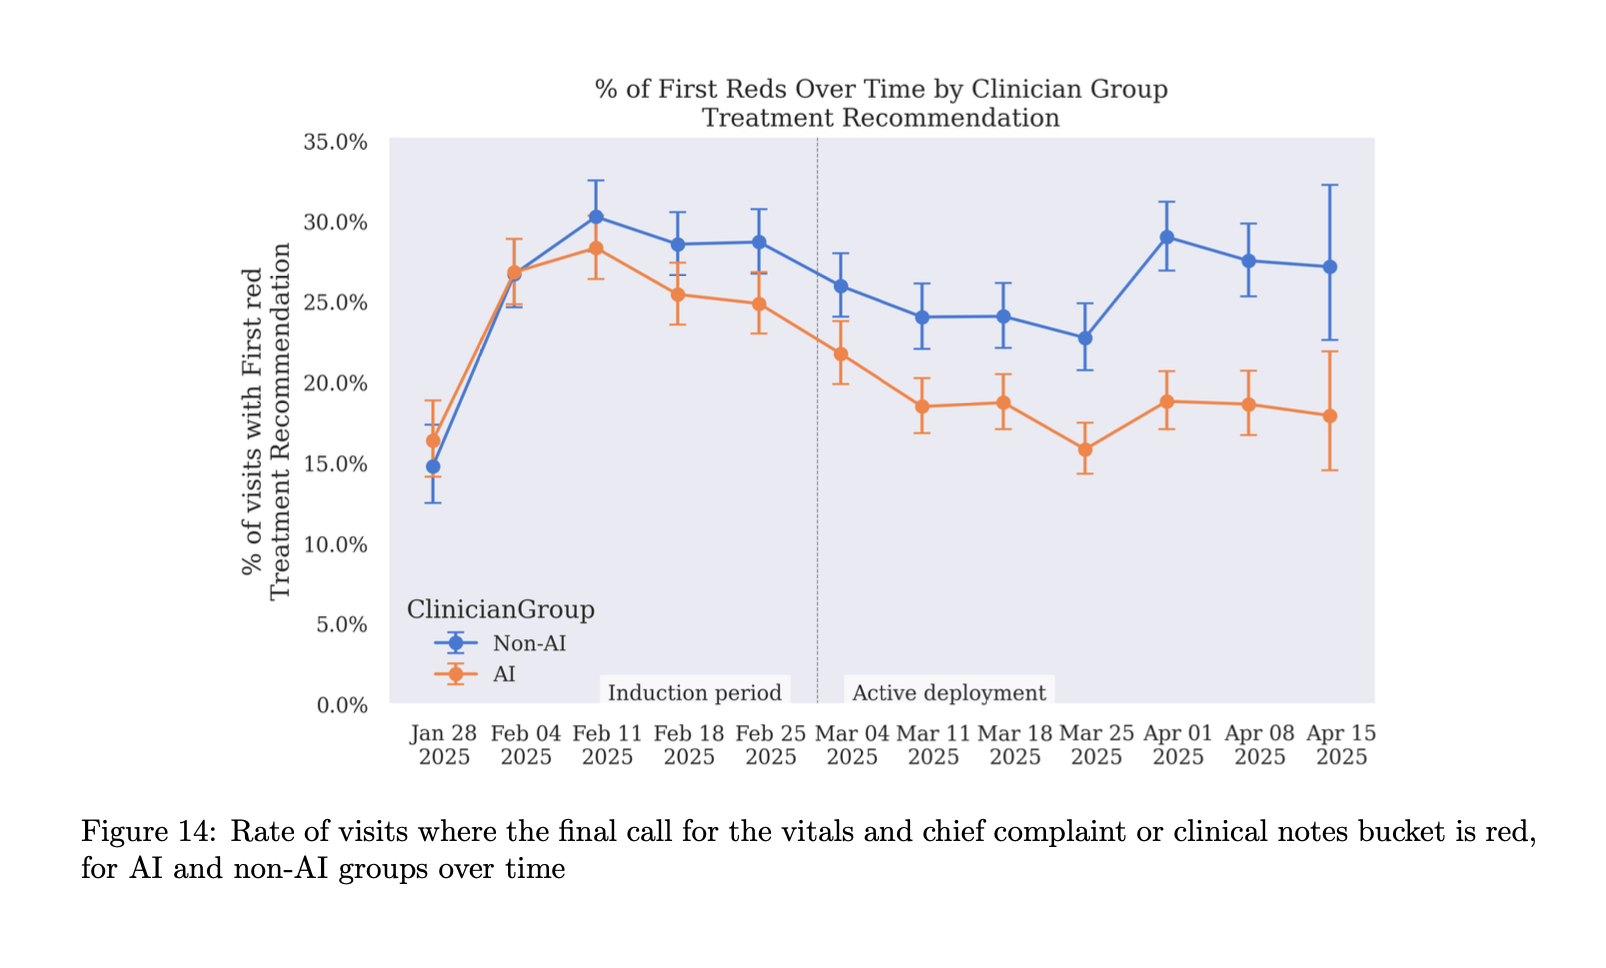 % of First Reds Over Time by Clinician Group
Treatment Recommendation
% of visits with First red
Treatment Recommendation
35.0%
30.0%
25.0%
20.0%
15.0%
10.0%
5.0%
0.0%
ClinicianGroup
Non-AI
AI
Induction period
Active deployment
Jan 28 2025
Feb 04 2025
Feb 11 2025
Feb 18 2025
Feb 25 2025
Mar 04 2025
Mar 11 2025
Mar 18 2025
Mar 25 2025
Apr 01 2025
Apr 08 2025
Apr 15 2025
Figure 14: Rate of visits where the final call for the vitals and chief complaint or clinical notes bucket is red,
for AI and non-AI groups over time